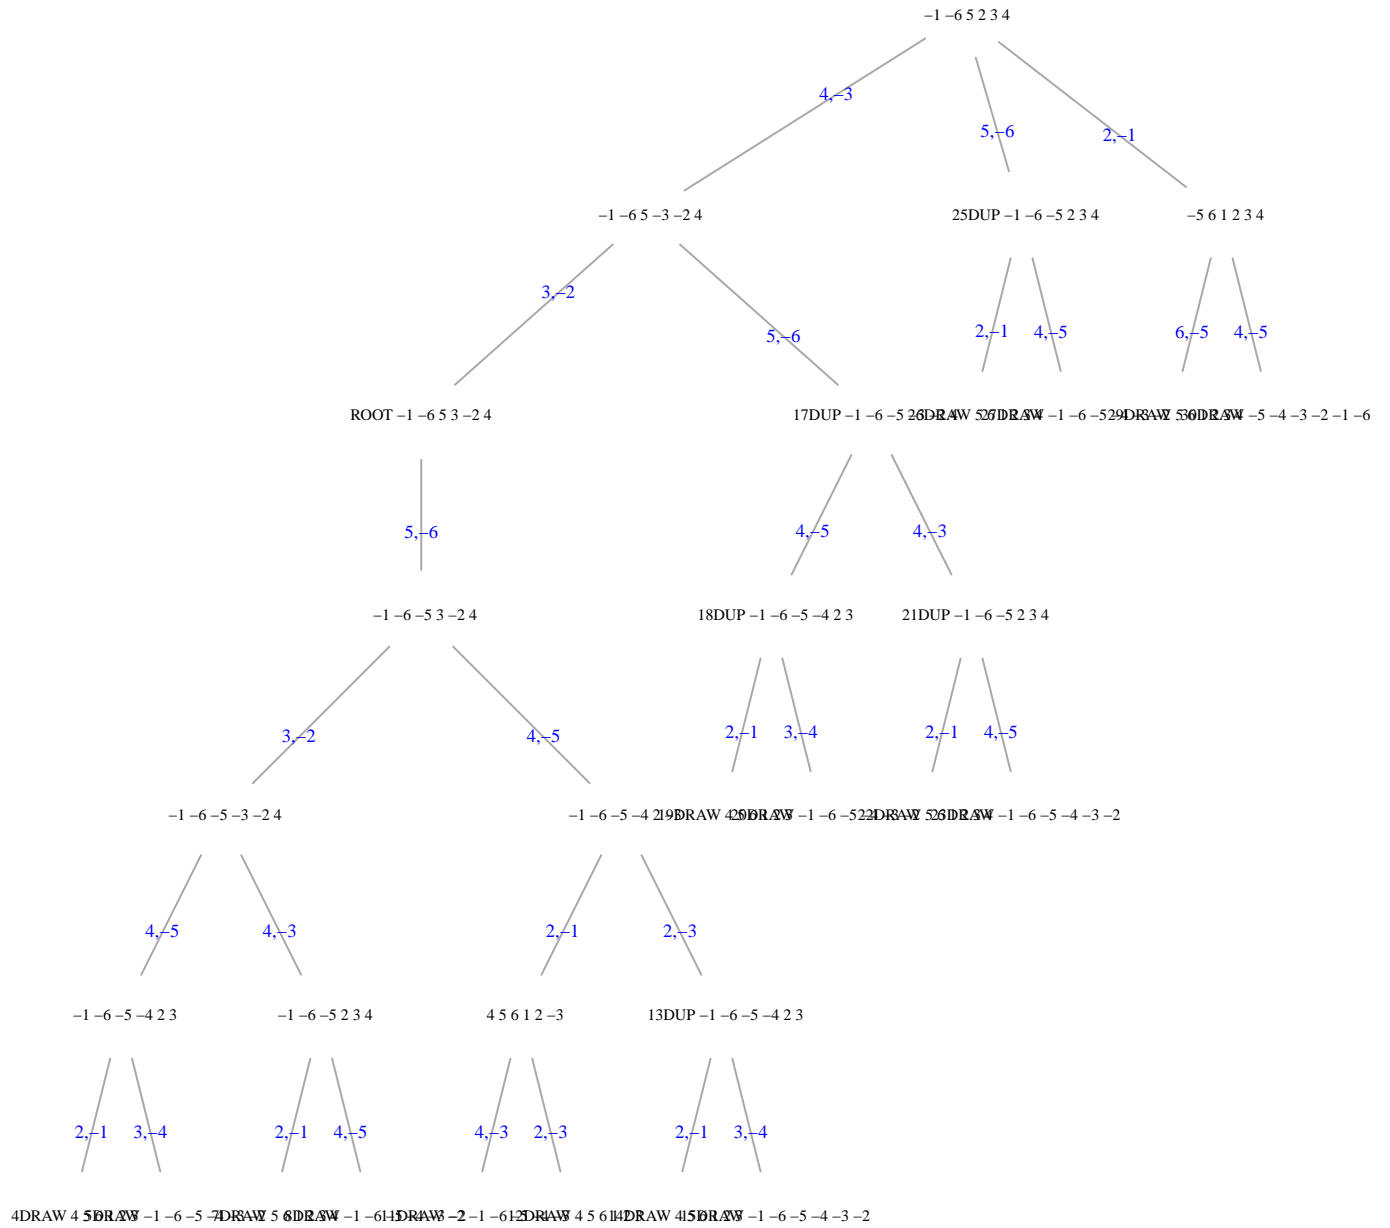 −1 −6 5 2 3 4
4,−3
5,−6
2,−1
−1 −6 5 −3 −2 4
25DUP −1 −6 −5 2 3 4
−5 6 1 2 3 4
3,−2
5,−6
2,−1
4,−5
6,−5
4,−5
ROOT −1 −6 5 3 −2 4
17DUP −1 −6 −5 −5 −4 −3 −2 −1 −6
5,−6
4,−5
4,−3
−1 −6 −5 3 −2 4
18DUP −1 −6 −5 −4 2 3
21DUP −1 −6 −5 2 3 4
3,−2
4,−5
2,−1
3,−4
2,−1
4,−5
−1 −6 −5 −3 −2 4
−1 −6 −5 −4 2 −1 −6 −5 −4 −3 −2
4,−5
4,−3
2,−1
2,−3
−1 −6 −5 −4 2 3
−1 −6 −5 2 3 4
4 5 6 1 2 −3
13DUP −1 −6 −5 −4 2 3
2,−1
3,−4
2,−1
4,−5
4,−3
2,−3
2,−1
3,−4
4DRAW 4 −1 −6 −5 −4 −3 −2